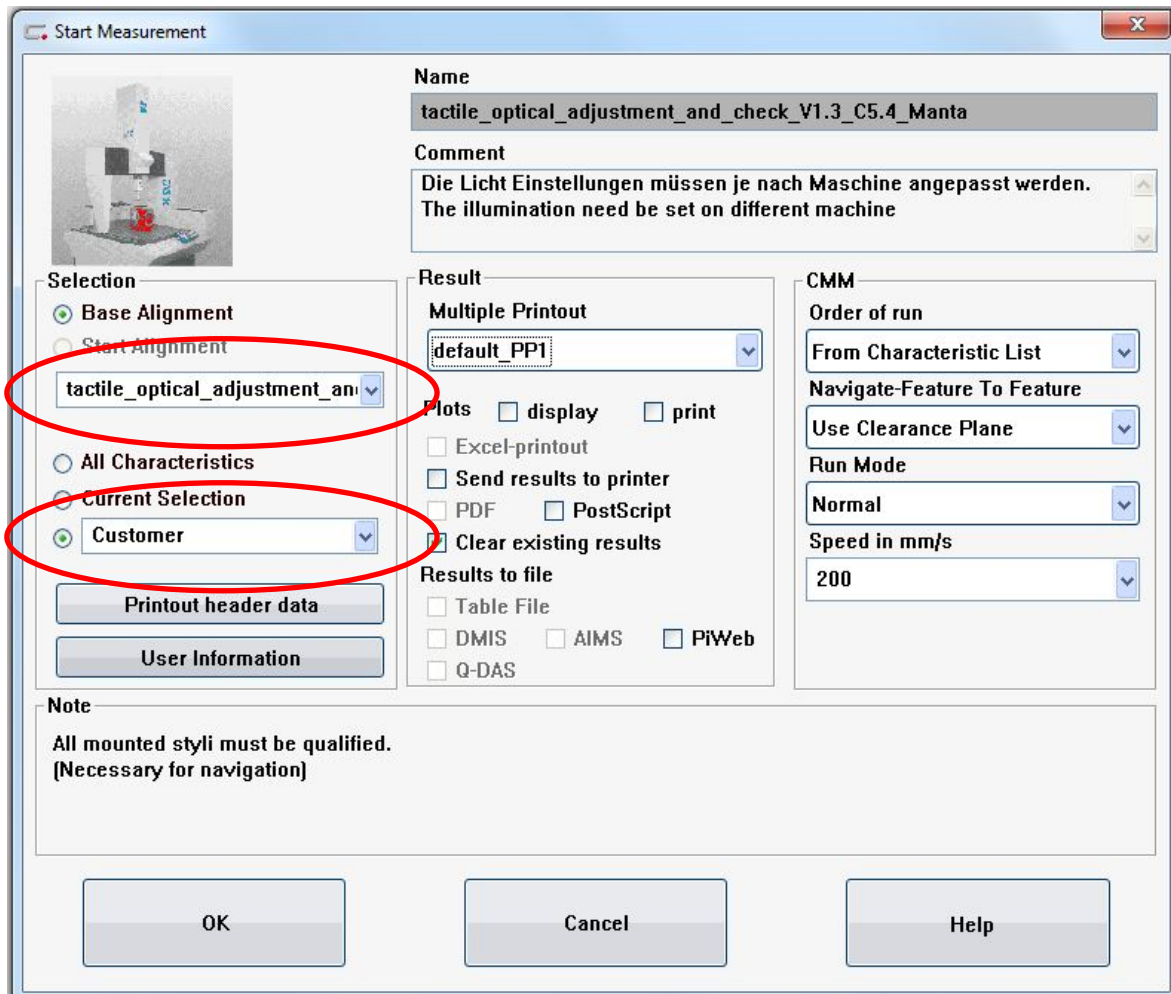 Start Measurement
Name
tactile_optical_adjustment_and_check_V1.3_C5.4_Manta
Comment
Die Licht Einstellungen müssen je nach Maschine angepasst werden.
The illumination need be set on different machine
Selection
Base Alignment
Start Alignment
tactile_optical_adjustment_an
All Characteristics
Current Selection
Customer
Printout header data
User Information
Result
Multiple Printout
default_PP1
Plots display print
Excel-printout
Send results to printer
PDF PostScript
Clear existing results
Results to file
Table File
DMIS AIMS PiWeb
Q-DAS
CMM
Order of run
From Characteristic List
Navigate-Feature To Feature
Use Clearance Plane
Run Mode
Normal
Speed in mm/s
200
Note
All mounted styli must be qualified.
(Necessary for navigation)
OK
Cancel
Help